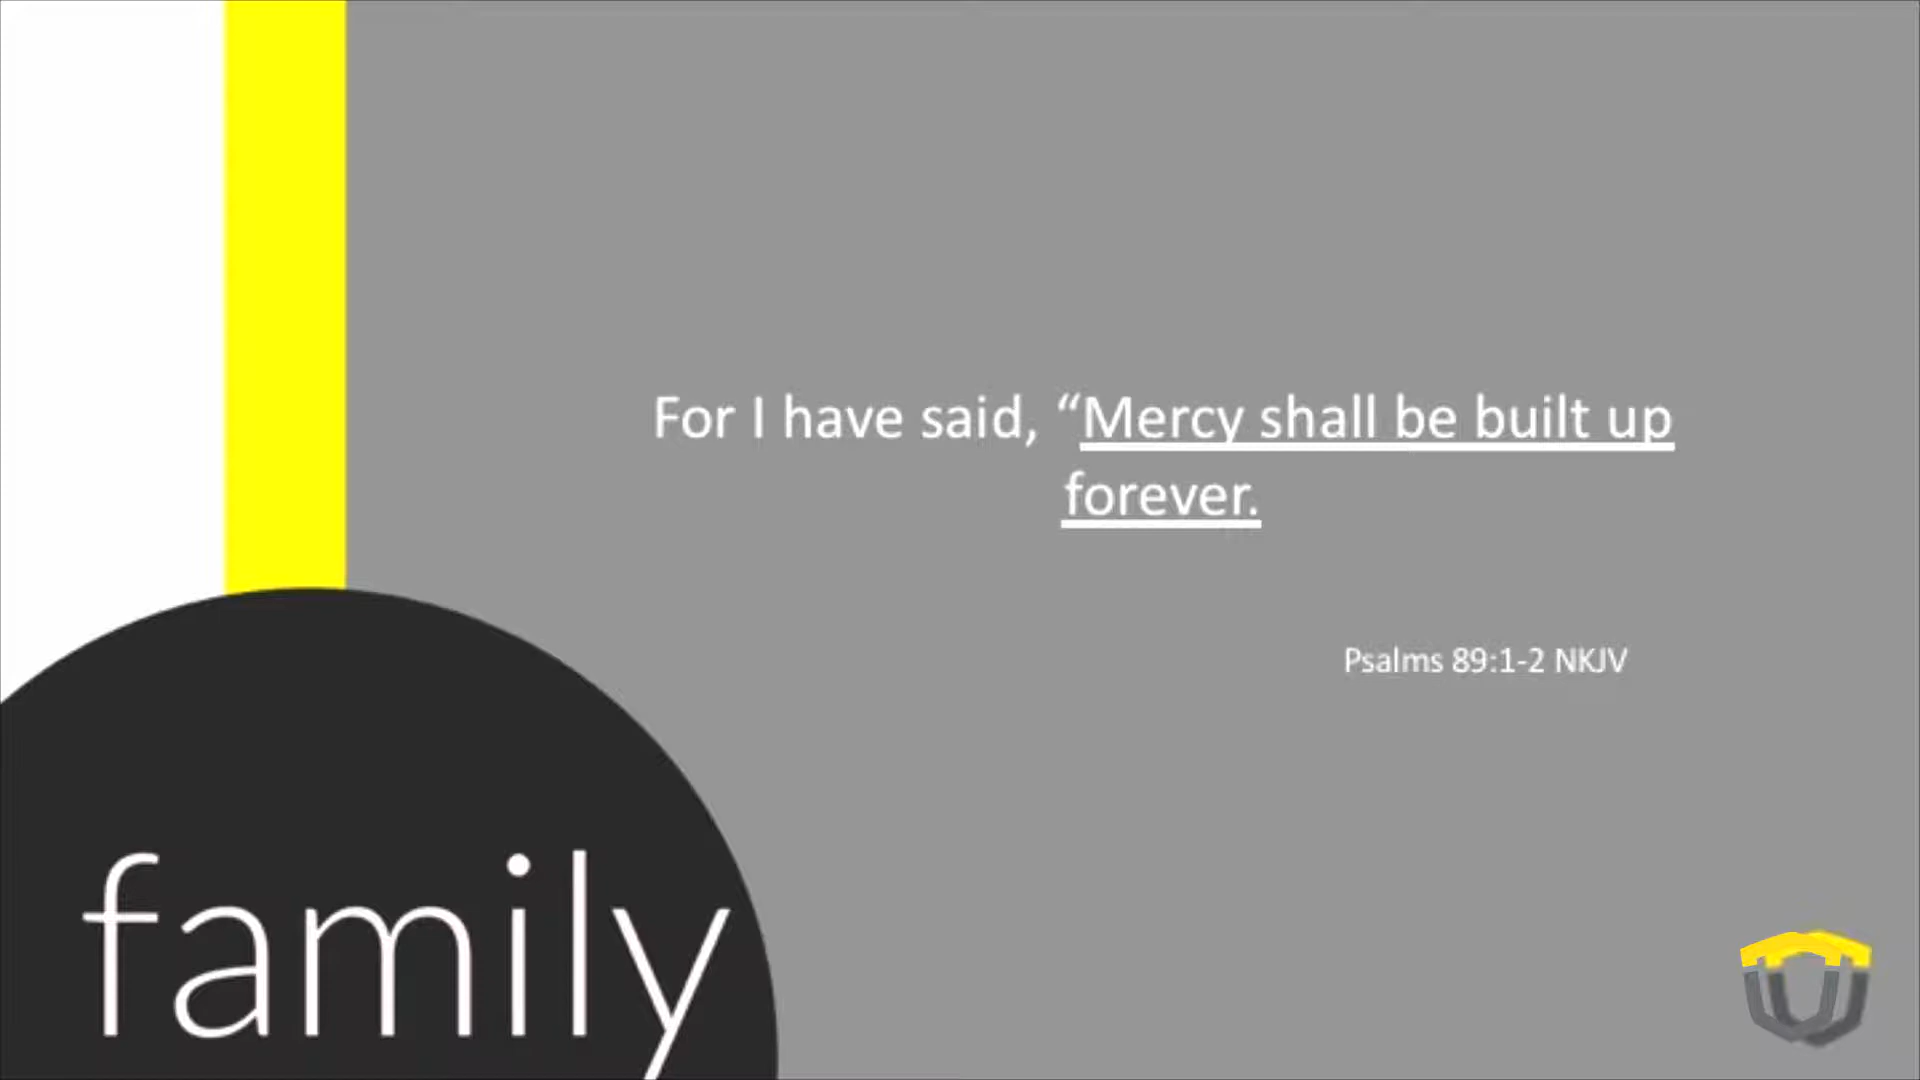 For I have said, “Mercy shall be built up
forever.
Psalms 89:1-2 NKJV
family